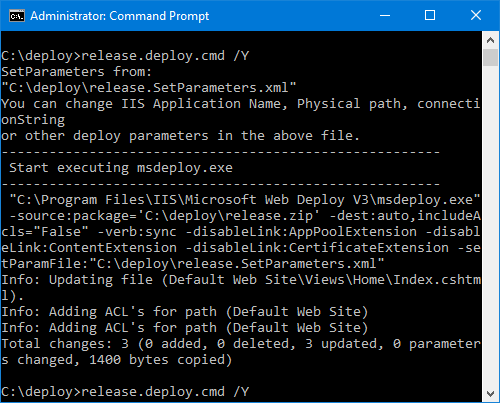 Administrator: Command Prompt
C:\deploy>release.deploy.cmd /Y
SetParameters from:
"C:\deploy\release.SetParameters.xml"
You can change IIS Application Name, Physical path, connecti
onString
or other deploy parameters in the above file.
-------------------------------------------------------
 Start executing msdeploy.exe
-------------------------------------------------------
 "C:\Program Files\IIS\Microsoft Web Deploy V3\msdeploy.exe"
 -source:package='C:\deploy\release.zip' -dest:auto,includeA
cls="False" -verb:sync -disableLink:AppPoolExtension -disabl
eLink:ContentExtension -disableLink:CertificateExtension -se
tParamFile:"C:\deploy\release.SetParameters.xml"
Info: Updating file (Default Web Site\Views\Home\Index.cshtm
l).
Info: Adding ACL's for path (Default Web Site)
Info: Adding ACL's for path (Default Web Site)
Total changes: 3 (0 added, 0 deleted, 3 updated, 0 parameter
s changed, 1400 bytes copied)
C:\deploy>release.deploy.cmd /Y